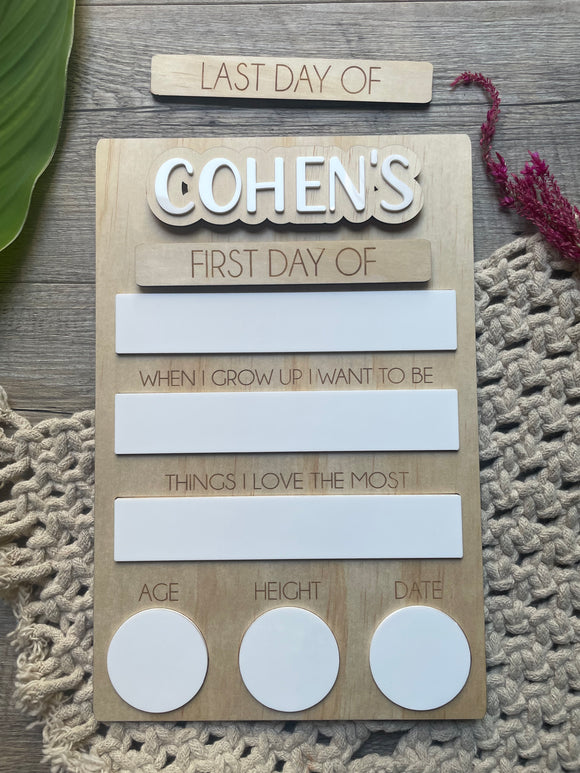 LAST DAY OF
COHEN'S
FIRST DAY OF
WHEN I GROW UP I WANT TO BE
THINGS I LOVE THE MOST
AGE HEIGHT DATE